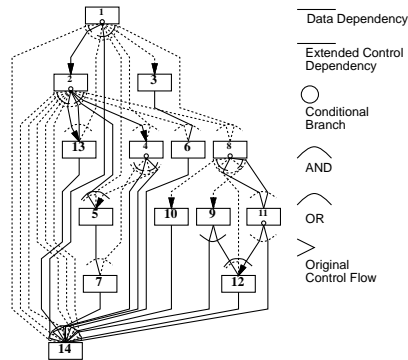 1
2
3
13
4
6
8
5
10
9
11
7
12
14
Data Dependency
Extended Control
Dependency
Conditional
Branch
AND
OR
Original
Control Flow